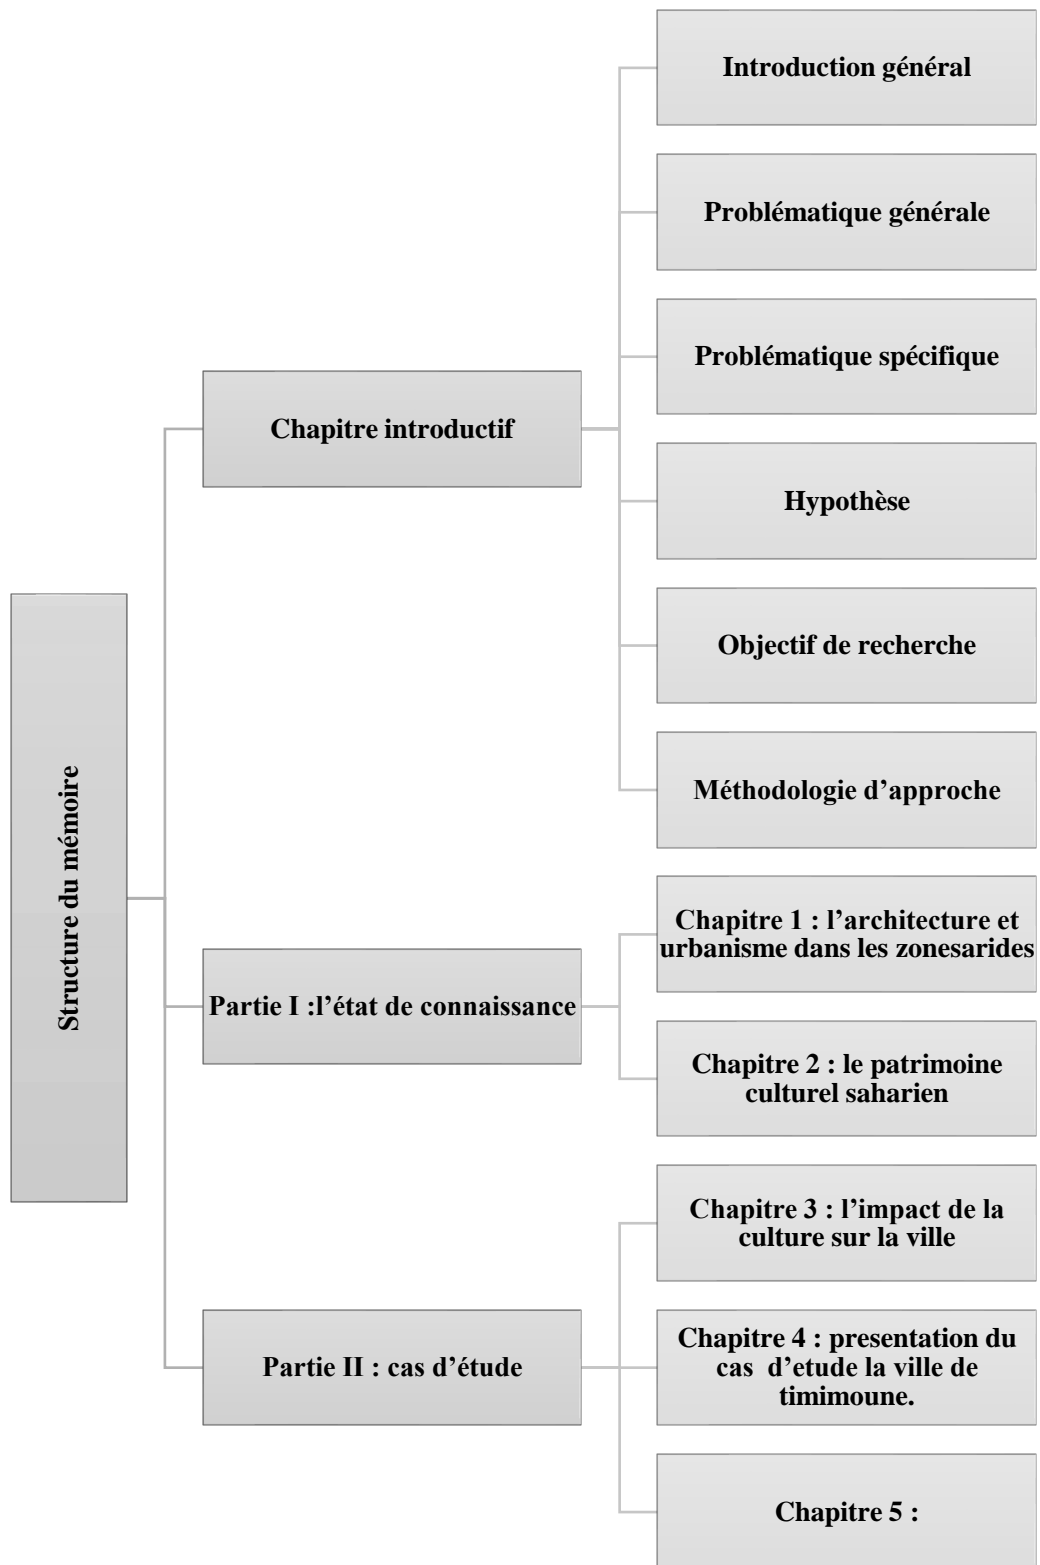 Structure du mémoire
Chapitre introductif
Introduction général
Problématique générale
Problématique spécifique
Hypothèse
Objectif de recherche
Méthodologie d’approche
Partie I :l’état de connaissance
Chapitre 1 : l’architecture et
urbanisme dans les zonesarides
Chapitre 2 : le patrimoine
culturel saharien
Partie II : cas d’étude
Chapitre 3 : l’impact de la
culture sur la ville
Chapitre 4 : presentation du
cas d’etude la ville de
timimoune.
Chapitre 5 :